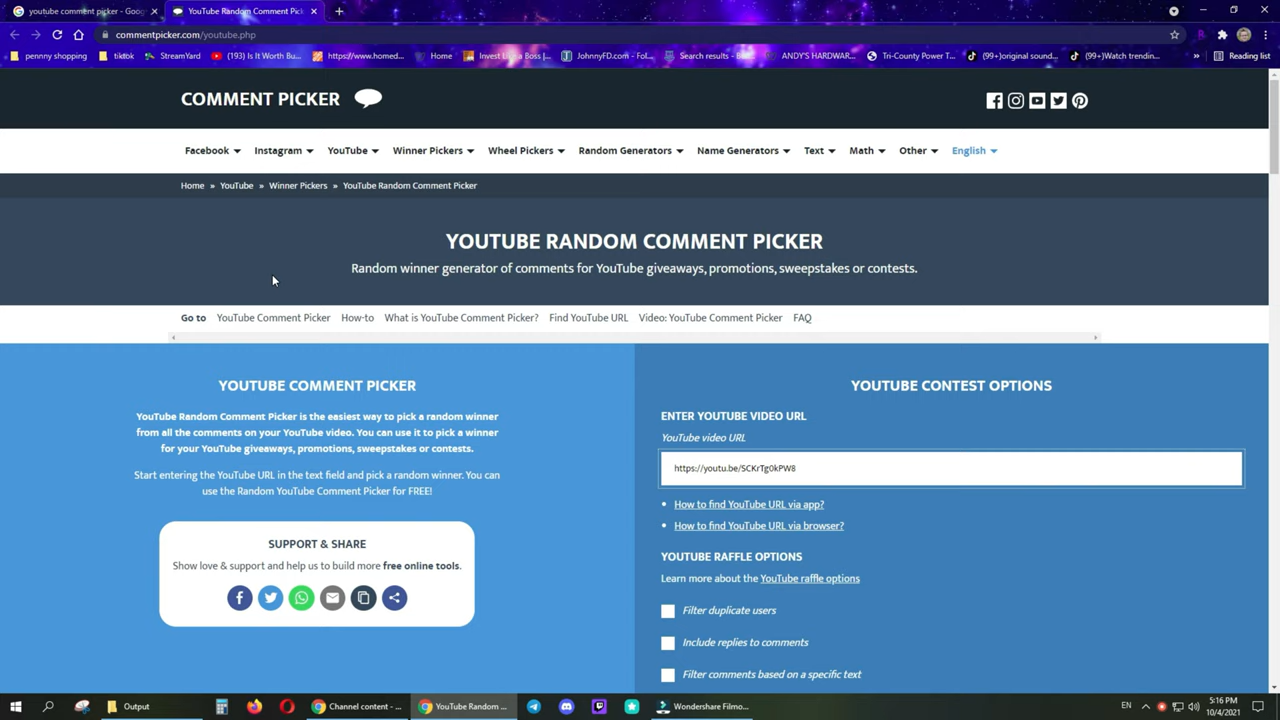 youtube comment picker - Goog
YouTube Random Comment Pick
commentpicker.com/youtube.php
pennny shopping
tiktok
StreamYard
(193) Is It Worth Bu...
https://www.homed...
Home
Invest Like a Boss |...
JohnnyFD.com - Fol...
Search results - bas...
ANDY'S HARDWAR...
Tri-County Power T...
(99+)original soun...
(99+)Watch trendin...
»
Reading list
COMMENT PICKER
Facebook Instagram YouTube Winner Pickers Wheel Pickers Random Generators Name Generators Text Math Other English
Home » YouTube » Winner Pickers » YouTube Random Comment Picker
YOUTUBE RANDOM COMMENT PICKER
Random winner generator of comments for YouTube giveaways, promotions, sweepstakes or contests.
Go to YouTube Comment Picker How-to What is YouTube Comment Picker? Find YouTube URL Video: YouTube Comment Picker FAQ
YOUTUBE COMMENT PICKER
YouTube Random Comment Picker is the easiest way to pick a random winner
from all the comments on your YouTube video. You can use it to pick a winner
for your YouTube giveaways, promotions, sweepstakes or contests.
Start entering the YouTube URL in the text field and pick a random winner. You can
use the Random YouTube Comment Picker for FREE!
SUPPORT & SHARE
Show love & support and help us to build more free online tools.
YOUTUBE CONTEST OPTIONS
ENTER YOUTUBE VIDEO URL
YouTube video URL
https://youtu.be/SCKrTg0kPW8
How to find YouTube URL via app?
How to find YouTube URL via browser?
YOUTUBE RAFFLE OPTIONS
Learn more about the YouTube raffle options
Filter duplicate users
Include replies to comments
Filter comments based on a specific text
Output
Channel content - ...
YouTube Random ...
Wondershare Filmo...
EN
5:16 PM
10/4/2021